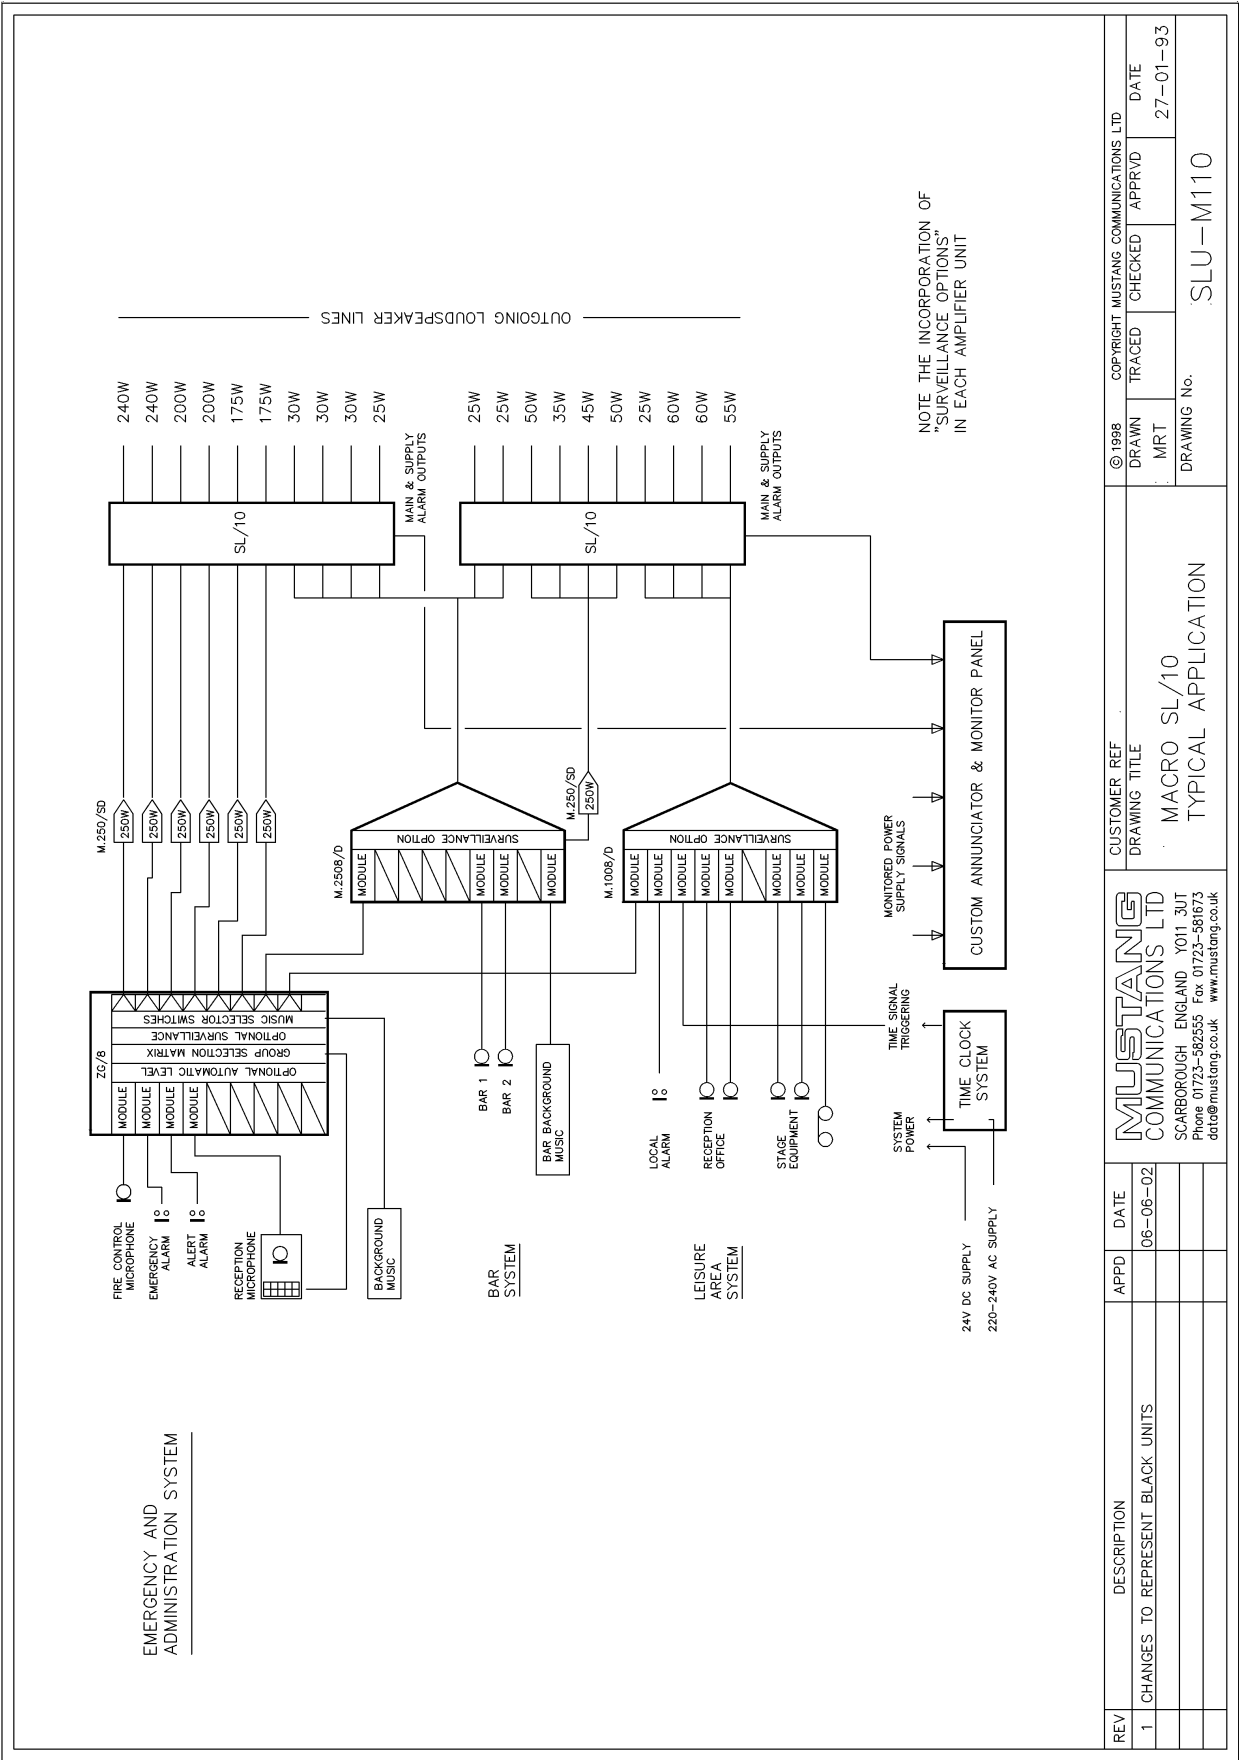 EMERGENCY AND
ADMINISTRATION SYSTEM
FIRE CONTROL
MICROPHONE
EMERGENCY
ALARM
ALERT
ALARM
RECEPTION
MICROPHONE
BACKGROUND
MUSIC
ZG/8
MODULE
MODULE
MODULE
MODULE
OPTIONAL AUTOMATIC LEVEL
GROUP SELECTION MATRIX
OPTIONAL SURVEILLANCE
MUSIC SELECTOR SWITCHES
M.250/SD
250W
250W
250W
250W
250W
250W
SL/10
MAIN & SUPPLY
ALARM OUTPUTS
240W
240W
200W
200W
175W
175W
30W
30W
30W
25W
OUTGOING LOUDSPEAKER LINES
BAR
SYSTEM
BAR 1
BAR 2
BAR BACKGROUND
MUSIC
M.2508/D
MODULE
MODULE
MODULE
MODULE
SURVEILLANCE OPTION
M.250/SD
250W
SL/10
MAIN & SUPPLY
ALARM OUTPUTS
25W
25W
50W
35W
45W
50W
25W
60W
60W
55W
LEISURE
AREA
SYSTEM
LOCAL
ALARM
RECEPTION
OFFICE
STAGE
EQUIPMENT
M.1008/D
MODULE
MODULE
MODULE
MODULE
MODULE
MODULE
MODULE
MODULE
SURVEILLANCE OPTION
24V DC SUPPLY
220-240V AC SUPPLY
SYSTEM
POWER
TIME CLOCK
SYSTEM
TIME SIGNAL
TRIGGERING
MONITORED POWER
SUPPLY SIGNALS
CUSTOM ANNUNCIATOR & MONITOR PANEL
NOTE THE INCORPORATION OF
"SURVEILLANCE OPTIONS"
IN EACH AMPLIFIER UNIT
REV DESCRIPTION APPD DATE
1 CHANGES TO REPRESENT BLACK UNITS 06-06-02
MUSTANG
COMMUNICATIONS LTD
SCARBOROUGH ENGLAND YO11 3UT
Phone 01723-582555 Fax 01723-581673
data@mustang.co.uk www.mustang.co.uk
CUSTOMER REF
DRAWING TITLE
MACRO SL/10
TYPICAL APPLICATION
© 1998 COPYRIGHT MUSTANG COMMUNICATIONS LTD
DRAWN TRACED CHECKED APPRVD DATE
MRT 27-01-93
DRAWING No.
SLU-M110